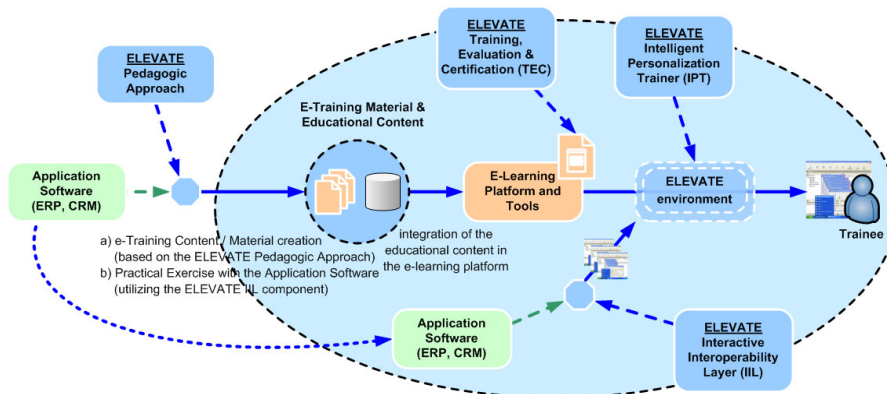 ELEVATE
Pedagogic
Approach
ELEVATE
Training,
Evaluation &
Certification (TEC)
ELEVATE
Intelligent
Personalization
Trainer (IPT)
E-Training Material &
Educational Content
Application
Software
(ERP, CRM)
E-Learning
Platform and
Tools
ELEVATE
environment
Trainee
a) e-Training Content / Material creation
(based on the ELEVATE Pedagogic Approach)
b) Practical Exercise with the Application Software
(utilizing the ELEVATE IIL component)
integration of the
educational content in
the e-learning platform
Application
Software
(ERP, CRM)
ELEVATE
Interactive
Interoperability
Layer (IIL)